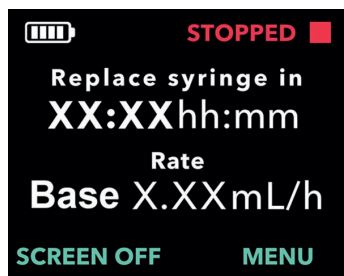 STOPPED
Replace syringe in
XX:XXhh:mm
Rate
Base X.XXmL/h
SCREEN OFF MENU